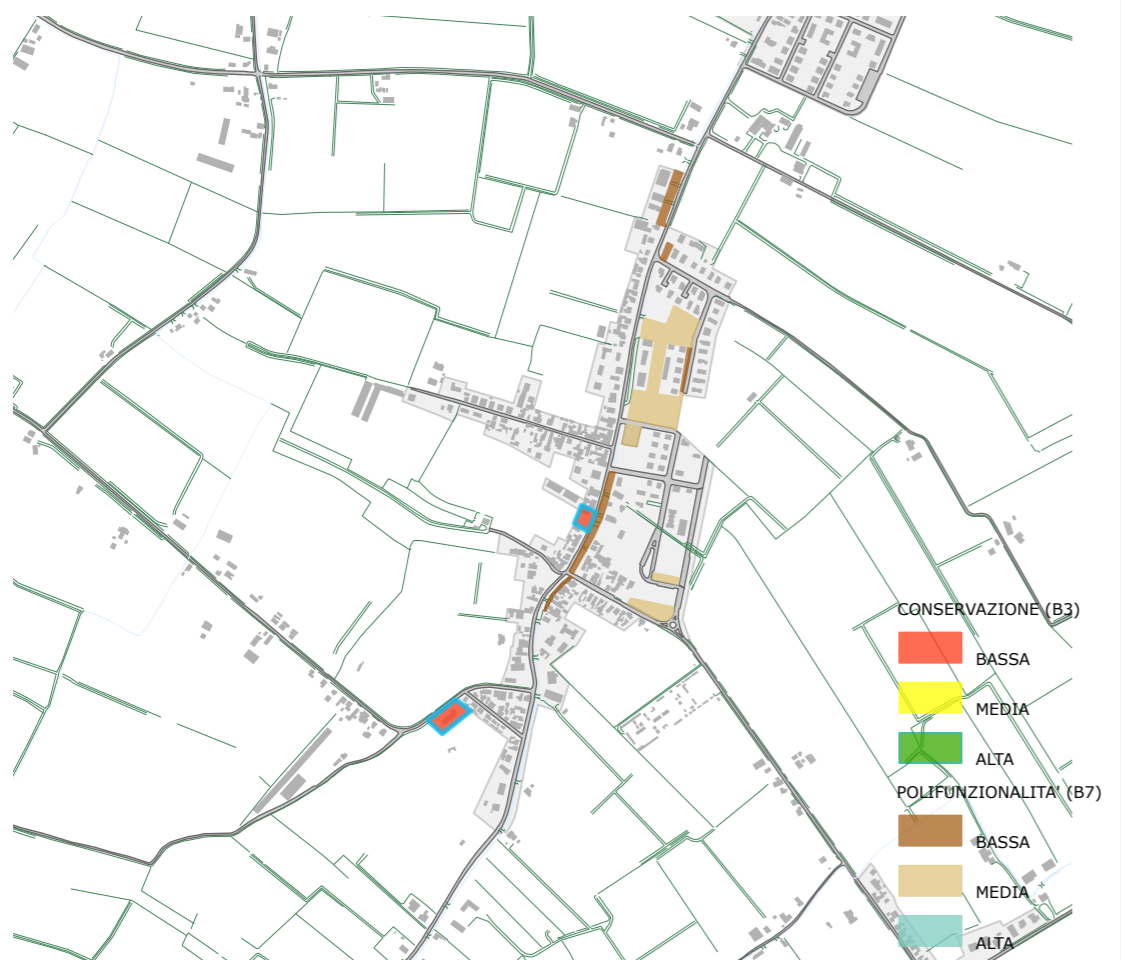 CONSERVAZIONE (B3)
BASSA
MEDIA
ALTA
POLIFUNZIONALITA' (B7)
BASSA
MEDIA
ALTA